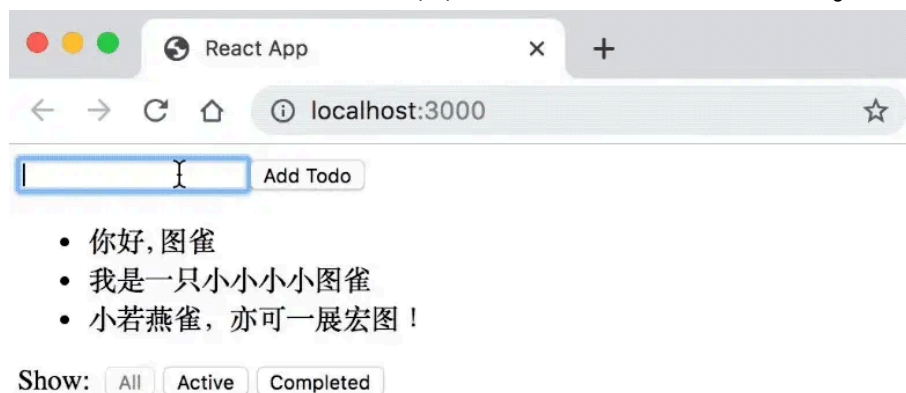 React App
localhost:3000
Add Todo
你好,图雀
我是一只小小小小图雀
小若燕雀，亦可一展宏图！
Show: All Active Completed